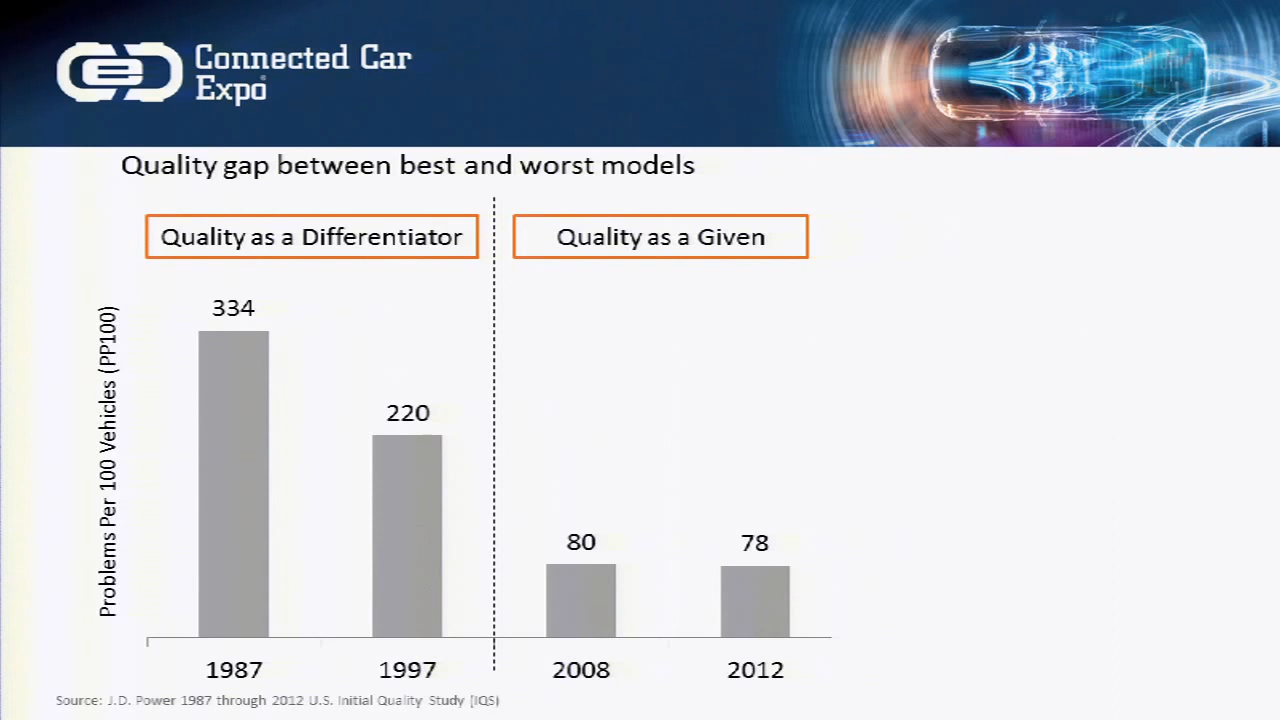 Connected Car
Expo
Quality gap between best and worst models
Quality as a Differentiator
Quality as a Given
Problems Per 100 Vehicles (PP100)
334
220
80
78
1987
1997
2008
2012
Source: J.D. Power 1987 through 2012 U.S. Initial Quality Study (IQS)